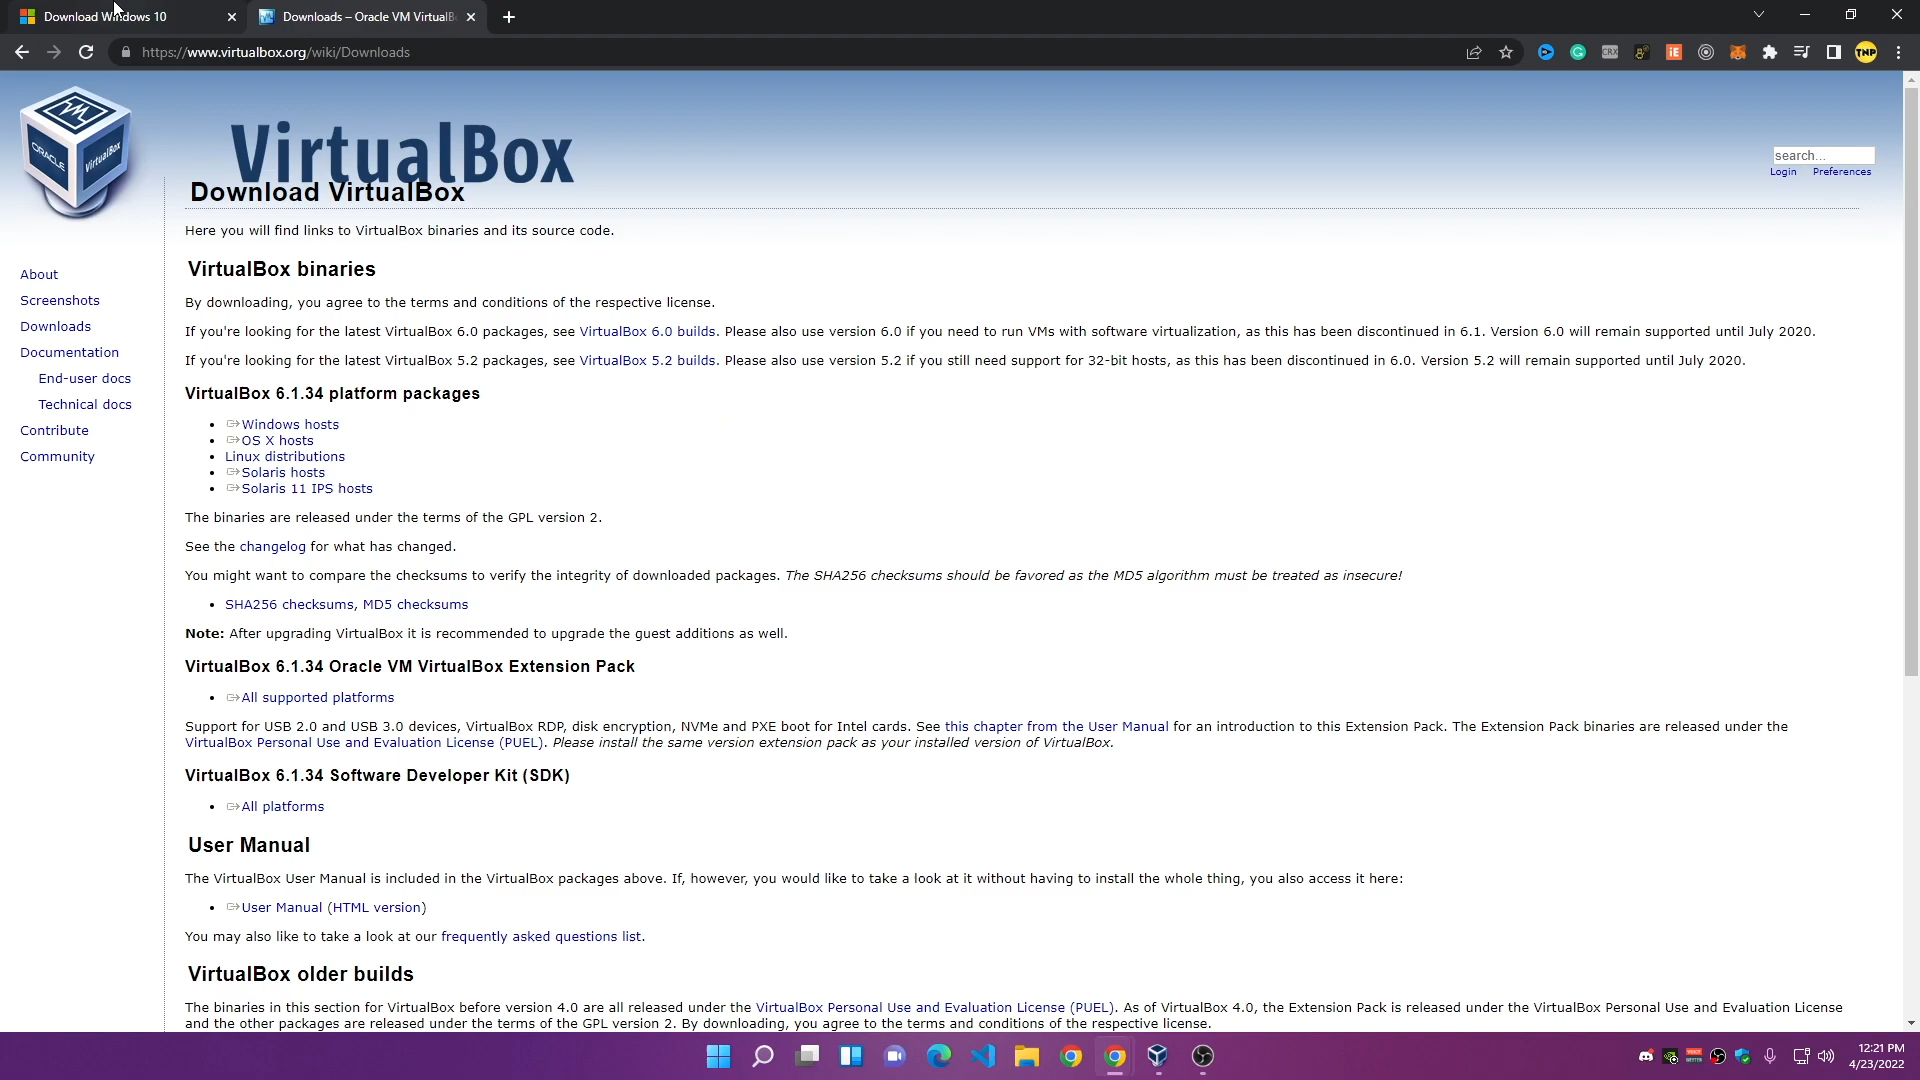 Download Windows 10
Downloads – Oracle VM VirtualB
https://www.virtualbox.org/wiki/Downloads
CRX
iE
TNP
ORACLE
VirtualBox
VirtualBox
search...
Login Preferences
Download VirtualBox
Here you will find links to VirtualBox binaries and its source code.
About
Screenshots
Downloads
Documentation
End-user docs
Technical docs
Contribute
Community
VirtualBox binaries
By downloading, you agree to the terms and conditions of the respective license.
If you're looking for the latest VirtualBox 6.0 packages, see VirtualBox 6.0 builds. Please also use version 6.0 if you need to run VMs with software virtualization, as this has been discontinued in 6.1. Version 6.0 will remain supported until July 2020.
If you're looking for the latest VirtualBox 5.2 packages, see VirtualBox 5.2 builds. Please also use version 5.2 if you still need support for 32-bit hosts, as this has been discontinued in 6.0. Version 5.2 will remain supported until July 2020.
VirtualBox 6.1.34 platform packages
Windows hosts
OS X hosts
Linux distributions
Solaris hosts
Solaris 11 IPS hosts
The binaries are released under the terms of the GPL version 2.
See the changelog for what has changed.
You might want to compare the checksums to verify the integrity of downloaded packages. The SHA256 checksums should be favored as the MD5 algorithm must be treated as insecure!
SHA256 checksums, MD5 checksums
Note: After upgrading VirtualBox it is recommended to upgrade the guest additions as well.
VirtualBox 6.1.34 Oracle VM VirtualBox Extension Pack
All supported platforms
Support for USB 2.0 and USB 3.0 devices, VirtualBox RDP, disk encryption, NVMe and PXE boot for Intel cards. See this chapter from the User Manual for an introduction to this Extension Pack. The Extension Pack binaries are released under the
VirtualBox Personal Use and Evaluation License (PUEL). Please install the same version extension pack as your installed version of VirtualBox.
VirtualBox 6.1.34 Software Developer Kit (SDK)
All platforms
User Manual
The VirtualBox User Manual is included in the VirtualBox packages above. If, however, you would like to take a look at it without having to install the whole thing, you also access it here:
User Manual (HTML version)
You may also like to take a look at our frequently asked questions list.
VirtualBox older builds
The binaries in this section for VirtualBox before version 4.0 are all released under the VirtualBox Personal Use and Evaluation License (PUEL). As of VirtualBox 4.0, the Extension Pack is released under the VirtualBox Personal Use and Evaluation License
and the other packages are released under the terms of the GPL version 2. By downloading, you agree to the terms and conditions of the respective license.
12:21 PM
4/23/2022